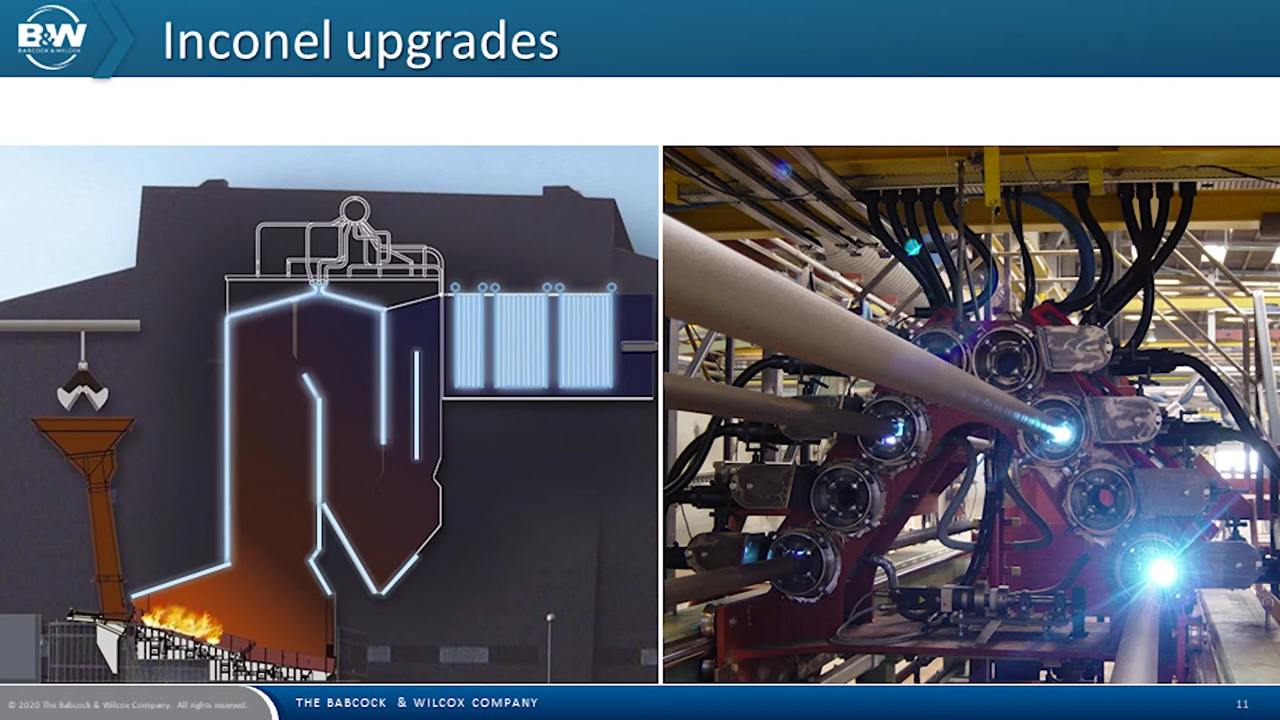 B&W
BABCOCK & WILCOX
Inconel upgrades
© 2020 The Babcock & Wilcox Company. All rights reserved.
THE BABCOCK & WILCOX COMPANY
11